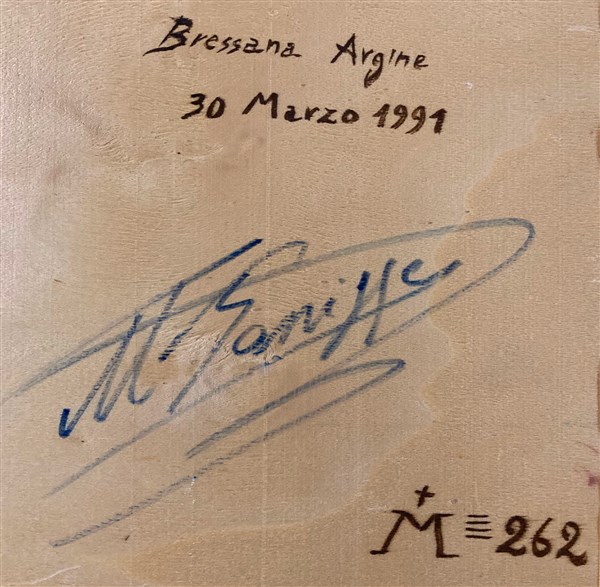 Bressana Argine
30 Marzo 1991
M ≡ 262